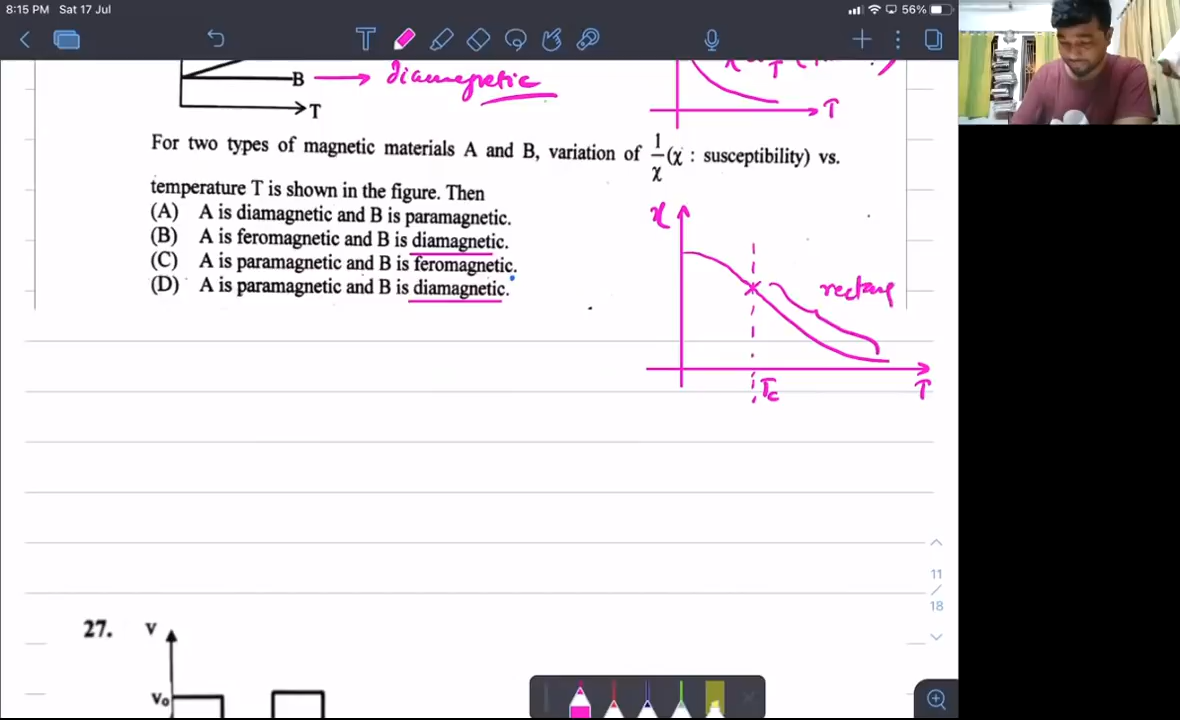 8:15 PM Sat 17 Jul
56%
B
diamagnetic
T
T
T
For two types of magnetic materials A and B, variation of 1/χ (χ : susceptibility) vs.
temperature T is shown in the figure. Then
(A) A is diamagnetic and B is paramagnetic.
(B) A is feromagnetic and B is diamagnetic.
(C) A is paramagnetic and B is feromagnetic.
(D) A is paramagnetic and B is diamagnetic.
χ
Tc
T
11
/
18
27. V
V₀